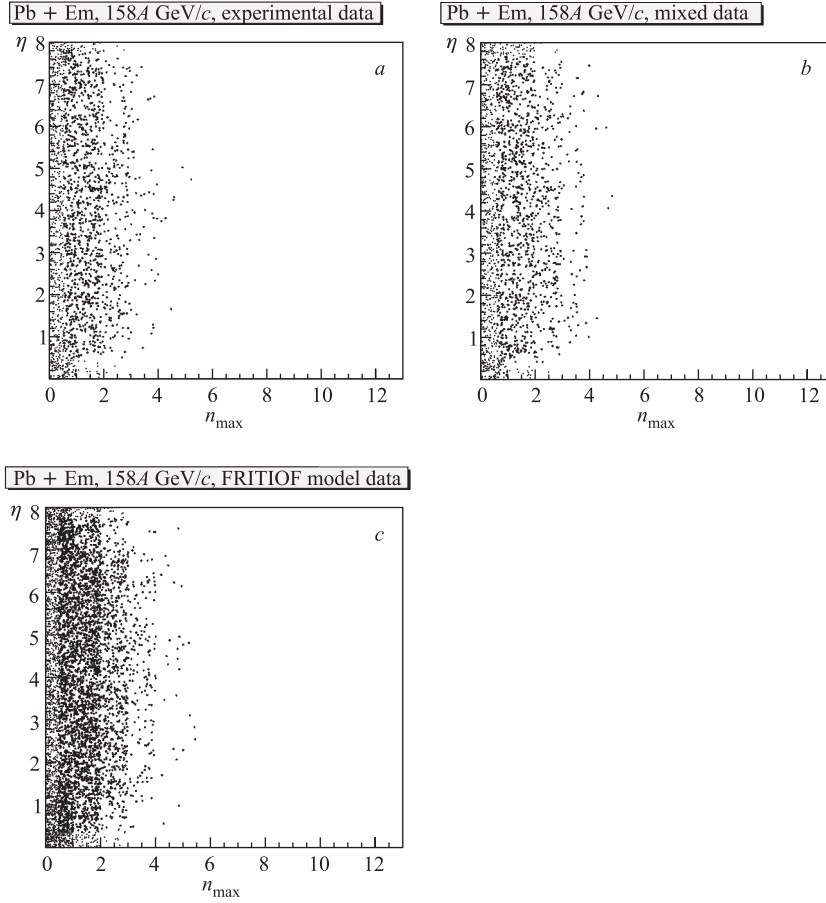 Pb + Em, 158A GeV/c, experimental data
η 8
a
7
6
5
4
3
2
1
0 2 4 6 8 10 12
n_max
Pb + Em, 158A GeV/c, mixed data
η 8
b
7
6
5
4
3
2
1
0 2 4 6 8 10 12
n_max
Pb + Em, 158A GeV/c, FRITIOF model data
η 8
c
7
6
5
4
3
2
1
0 2 4 6 8 10 12
n_max